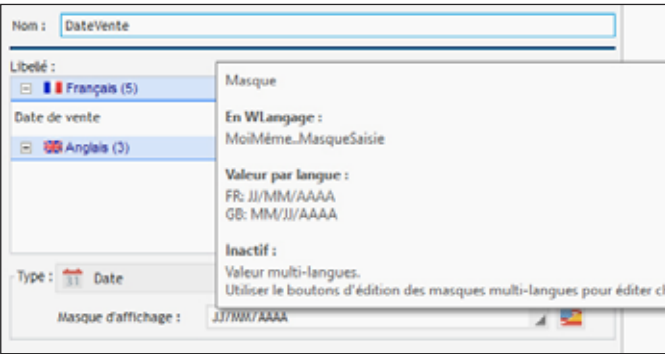 Nom : DateVente
Libellé :
Français (5)
Date de vente
Anglais (3)
Masque
En WLangage :
MoiMême..MasqueSaisie
Valeur par langue :
FR: JJ/MM/AAAA
GB: MM/JJ/AAAA
Inactif :
Valeur multi-langues.
Utiliser le boutons d'édition des masques multi-langues pour éditer
Type : 31 Date
Masque d'affichage : JJ/MM/AAAA